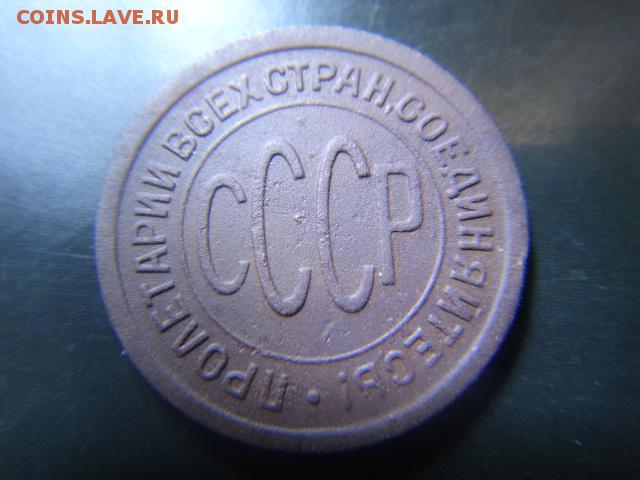 COINS.LAVE.RU
ПРОЛЕТАРИИ ВСЕХ СТРАН, СОЕДИНЯЙТЕСЬ! •
СССР